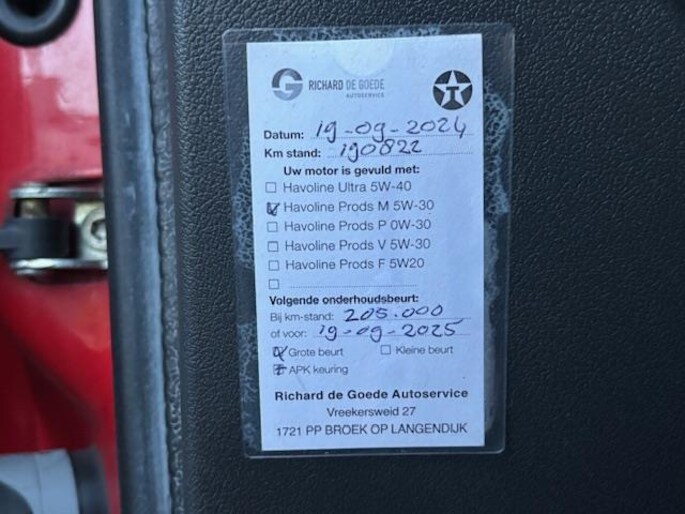 RICHARD DE GOEDE
AUTOSERVICE
T
Datum: 19-09-2024
Km stand: 190822
Uw motor is gevuld met:
Havoline Ultra 5W-40
Havoline Prods M 5W-30
Havoline Prods P 0W-30
Havoline Prods V 5W-30
Havoline Prods F 5W20
Volgende onderhoudsbeurt:
Bij km-stand: 205.000
of voor: 19-09-2025
Grote beurt Kleine beurt
APK keuring
Richard de Goede Autoservice
Vreekersweid 27
1721 PP BROEK OP LANGENDIJK